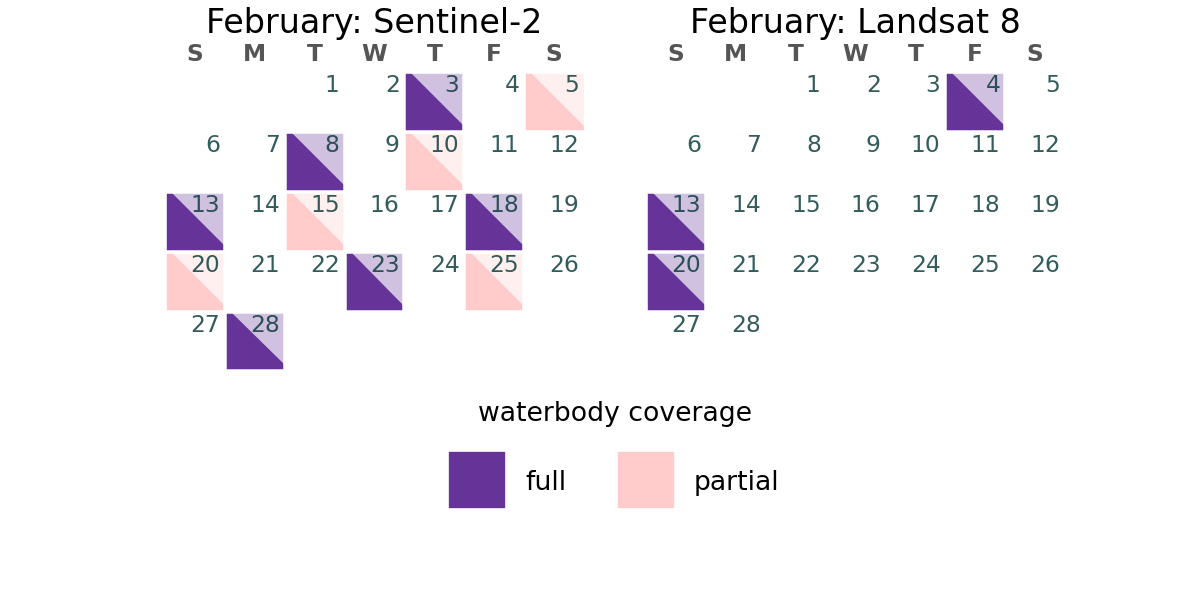 February: Sentinel-2
S M T W T F S
1 2 3 4 5
6 7 8 9 10 11 12
13 14 15 16 17 18 19
20 21 22 23 24 25 26
27 28
February: Landsat 8
S M T W T F S
1 2 3 4 5
6 7 8 9 10 11 12
13 14 15 16 17 18 19
20 21 22 23 24 25 26
27 28
waterbody coverage
full partial